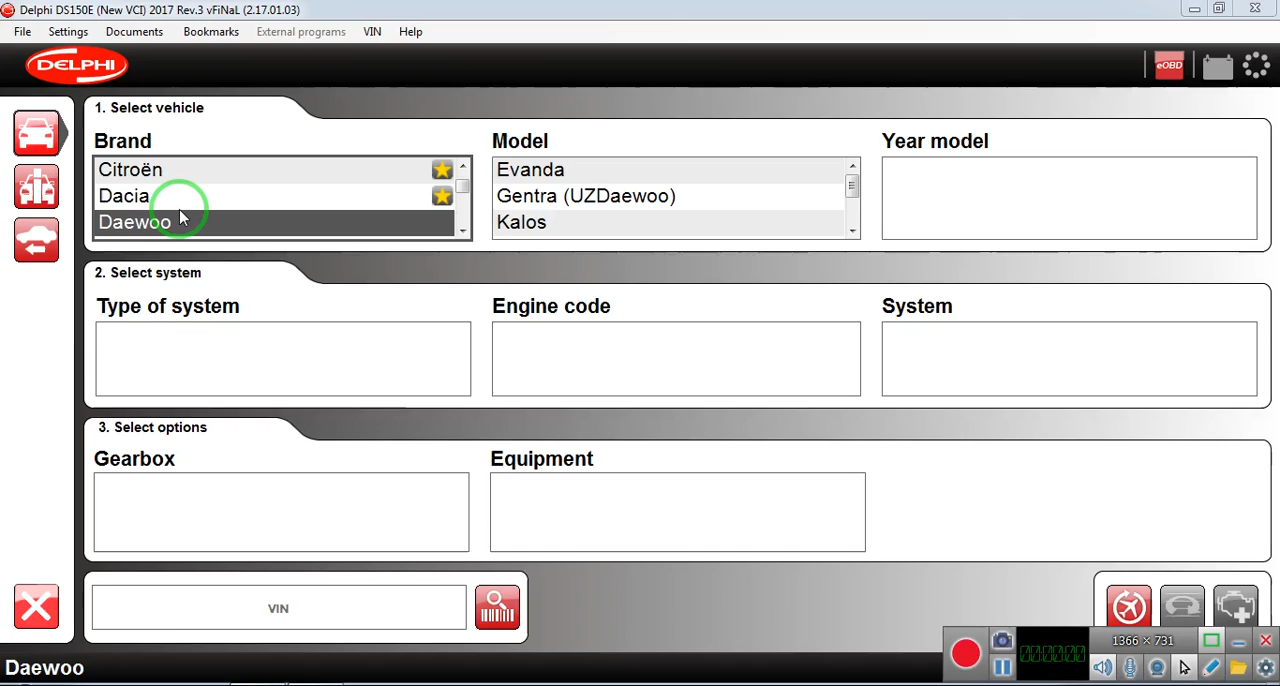 Delphi DS150E (New VCI) 2017 Rev.3 vFiNaL (2.17.01.03)
File Settings Documents Bookmarks External programs VIN Help
DELPHI
eOBD
1. Select vehicle
Brand Model Year model
Citroën Evanda
Dacia Gentra (UZDaewoo)
Daewoo Kalos
2. Select system
Type of system Engine code System
3. Select options
Gearbox Equipment
VIN
1366 × 731
Daewoo